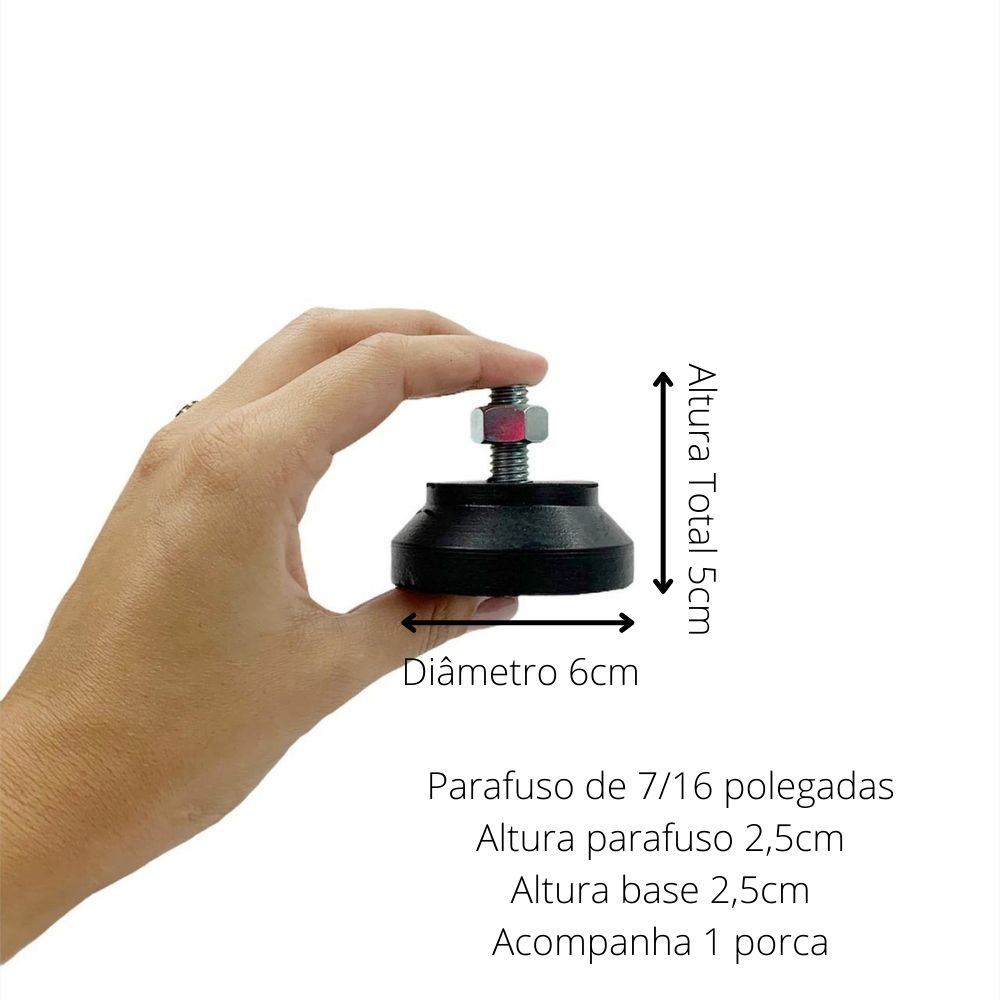 Altura Total 5cm
Diâmetro 6cm
Parafuso de 7/16 polegadas
Altura parafuso 2,5cm
Altura base 2,5cm
Acompanha 1 porca